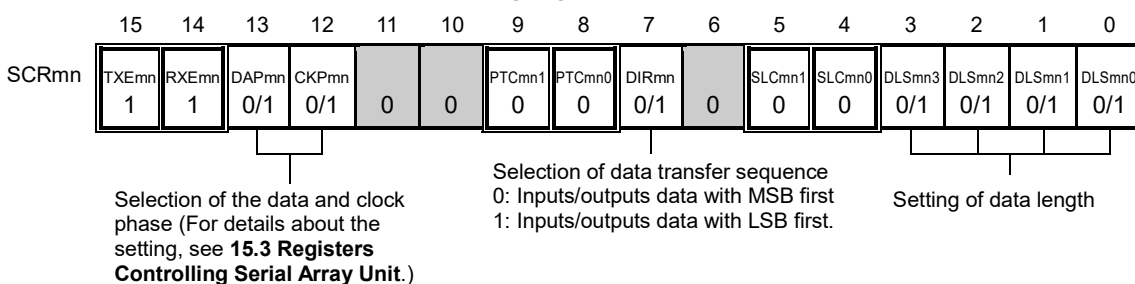 15 14 13 12 11 10 9 8 7 6 5 4 3 2 1 0
SCRmn TXEmn RXEmn DAPmn CKPmn PTCmn1 PTCmn0 DIRmn SLCmn1 SLCmn0 DLSmn3 DLSmn2 DLSmn1 DLSmn0
1 1 0/1 0/1 0 0 0 0 0/1 0 0 0 0/1 0/1 0/1 0/1
Selection of the data and clock
phase (For details about the
setting, see 15.3 Registers
Controlling Serial Array Unit.)
Selection of data transfer sequence
0: Inputs/outputs data with MSB first
1: Inputs/outputs data with LSB first.
Setting of data length